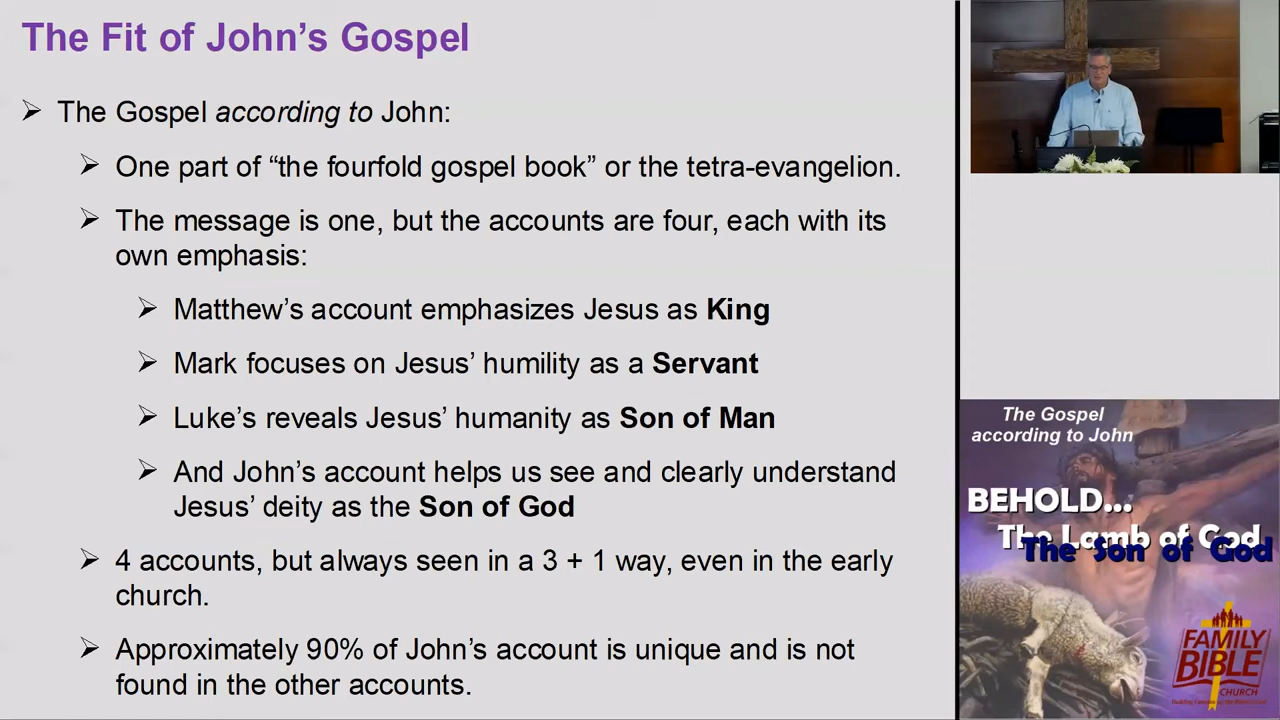 The Fit of John’s Gospel
The Gospel according to John:
One part of “the fourfold gospel book” or the tetra-evangelion.
The message is one, but the accounts are four, each with its
own emphasis:
Matthew’s account emphasizes Jesus as King
Mark focuses on Jesus’ humility as a Servant
Luke’s reveals Jesus’ humanity as Son of Man
And John’s account helps us see and clearly understand
Jesus’ deity as the Son of God
4 accounts, but always seen in a 3 + 1 way, even in the early
church.
Approximately 90% of John’s account is unique and is not
found in the other accounts.
The Gospel
according to John
BEHOLD...
The Lamb of God
The Son of God
FAMILY
BIBLE
CHURCH